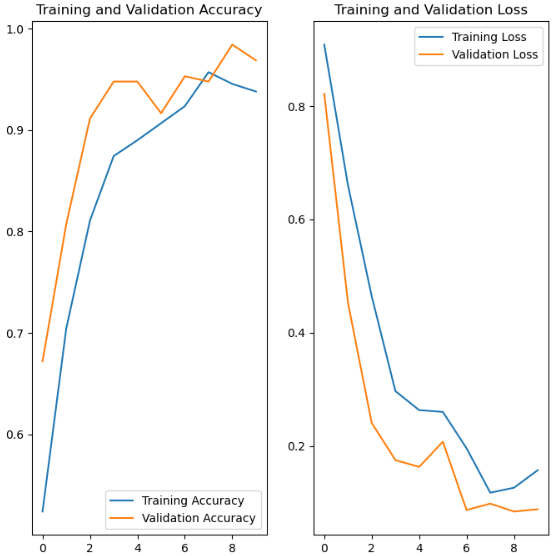 Training and Validation Accuracy
1.0
0.9
0.8
0.7
0.6
0 2 4 6 8
Training Accuracy
Validation Accuracy
Training and Validation Loss
0.8
0.6
0.4
0.2
0 2 4 6 8
Training Loss
Validation Loss